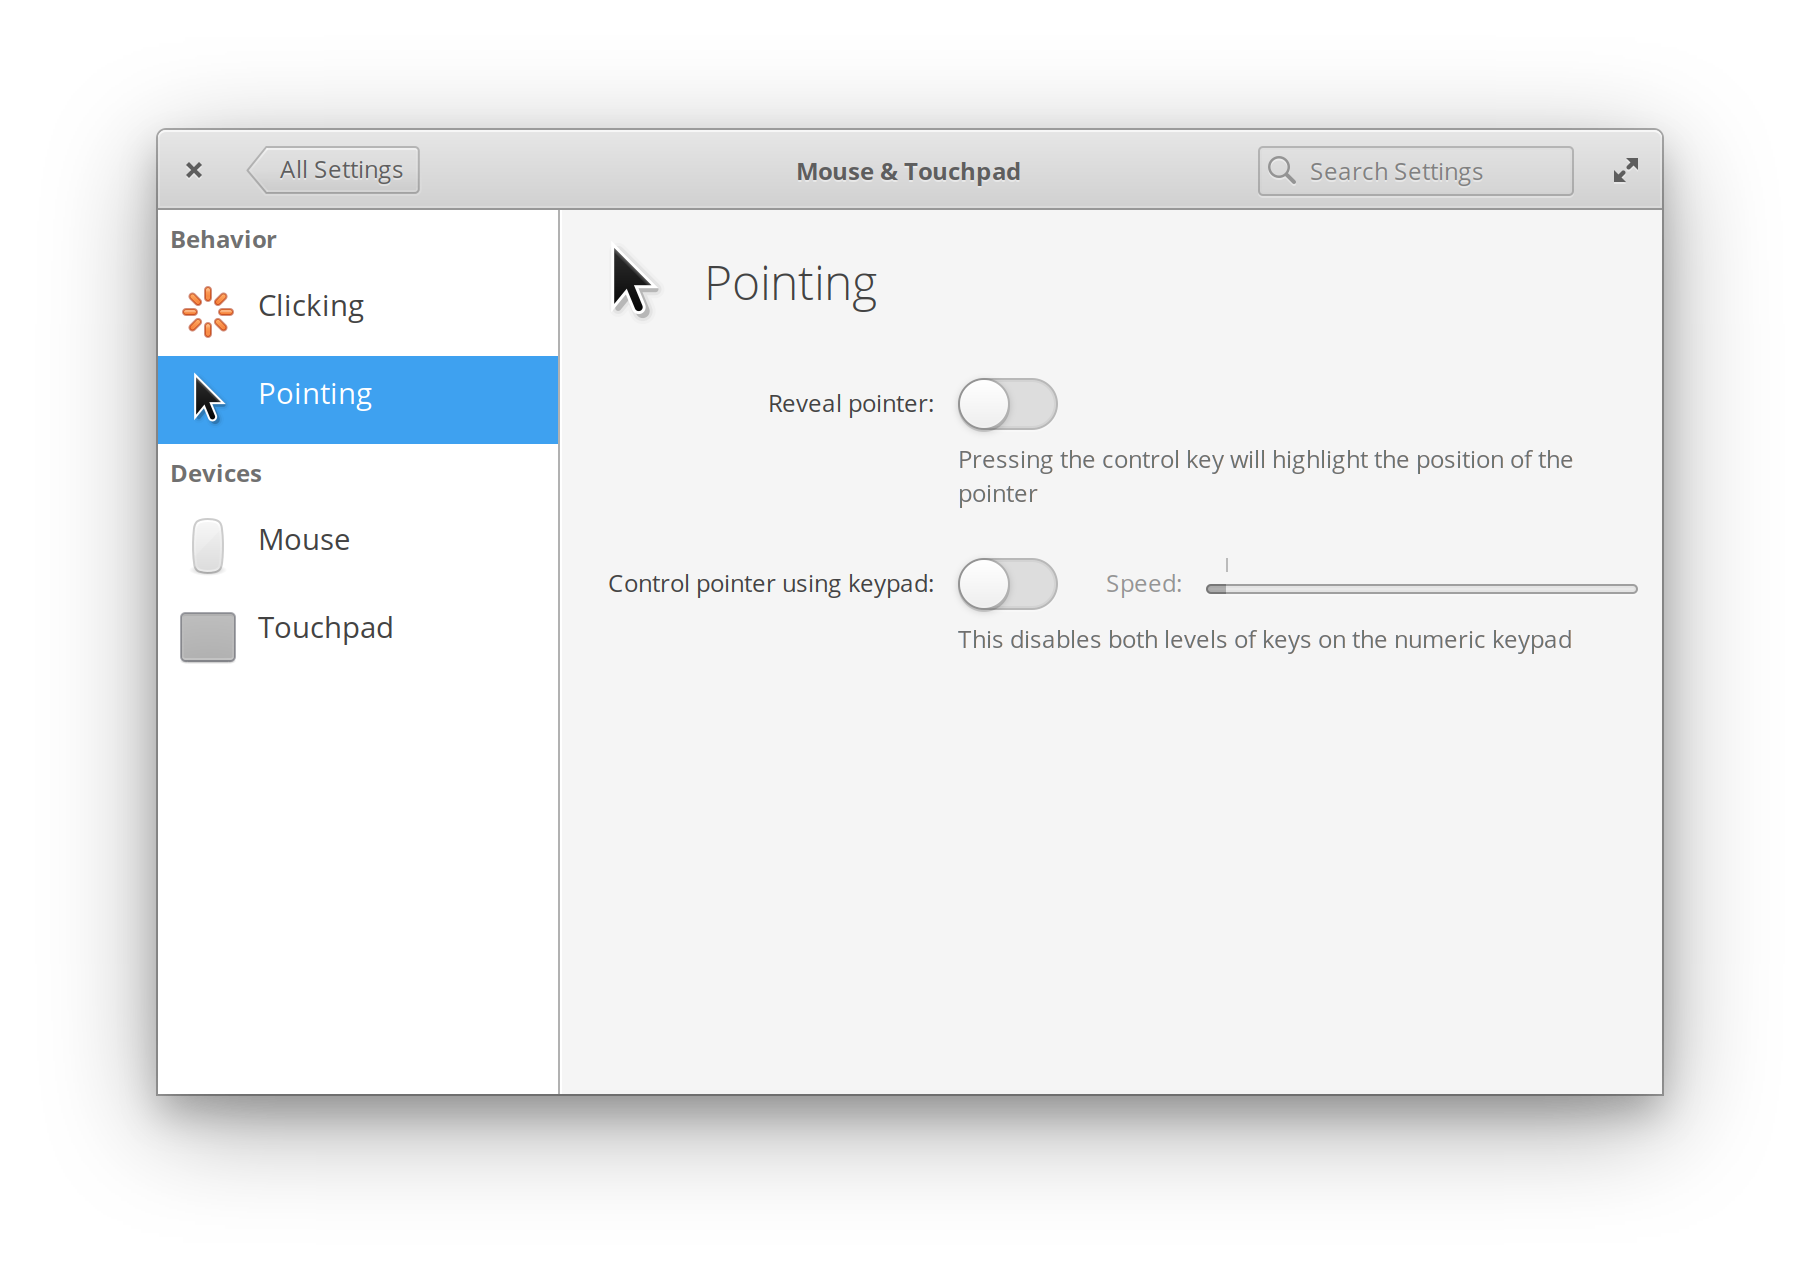 All Settings
Mouse & Touchpad
Search Settings
Behavior
Clicking
Pointing
Devices
Mouse
Touchpad
Pointing
Reveal pointer:
Pressing the control key will highlight the position of the
pointer
Control pointer using keypad:
Speed:
This disables both levels of keys on the numeric keypad